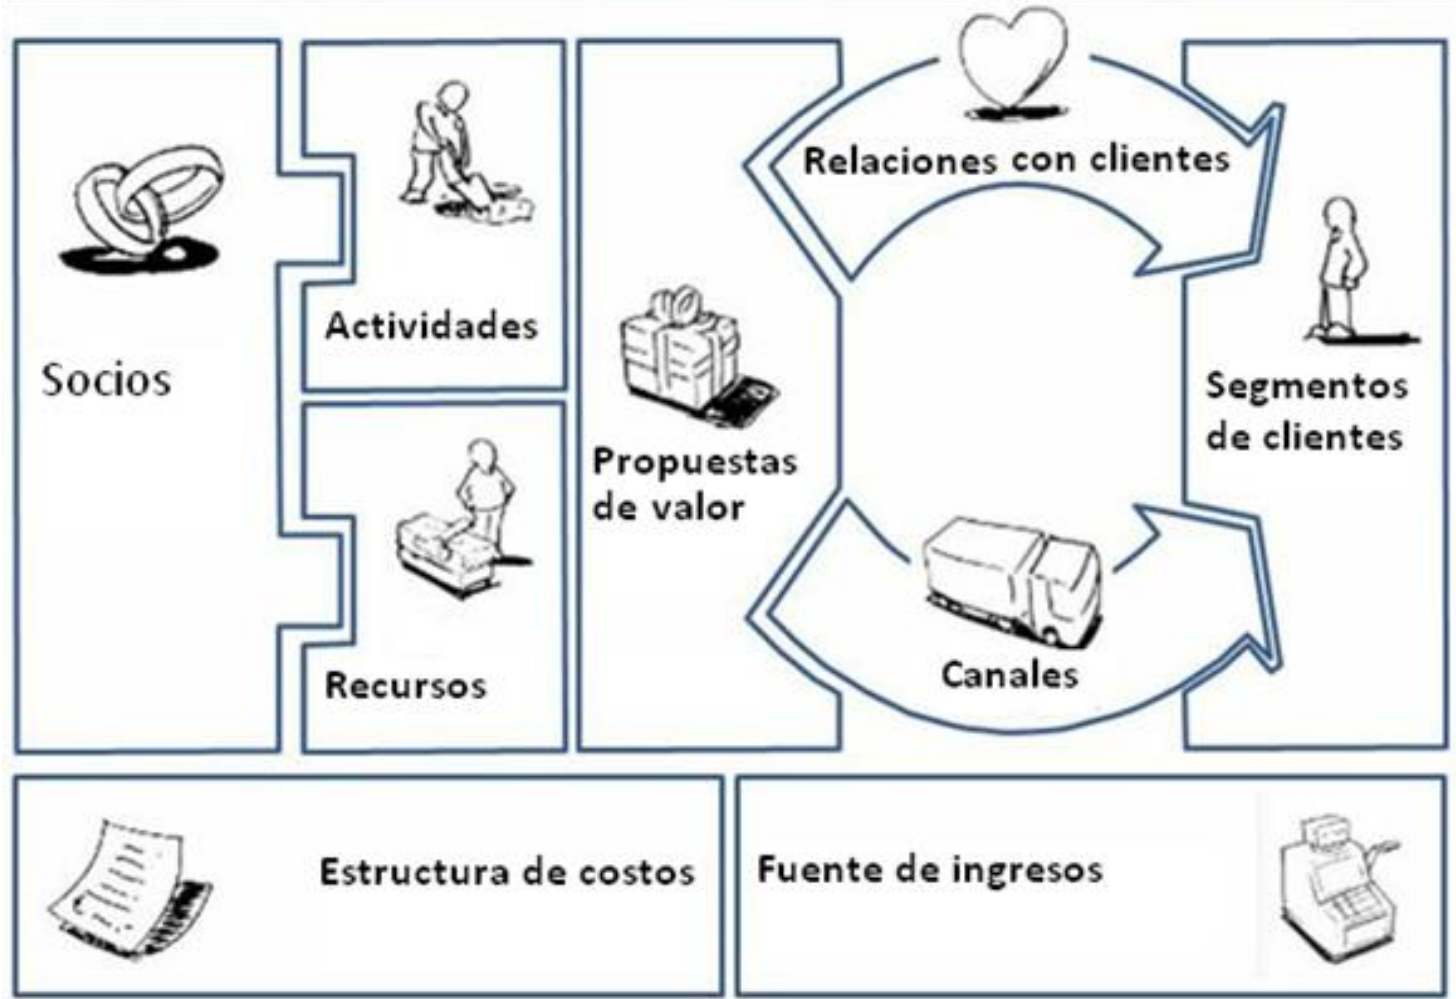 Socios
Actividades
Recursos
Propuestas
de valor
Relaciones con clientes
Canales
Segmentos
de clientes
Estructura de costos
Fuente de ingresos